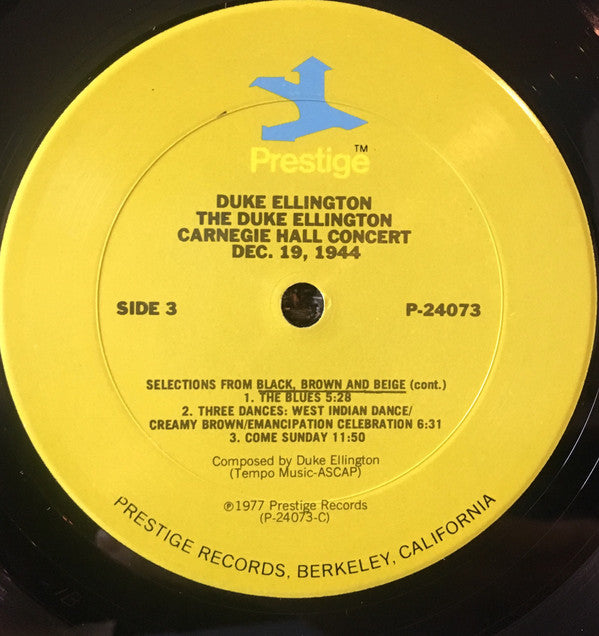 Prestige TM
DUKE ELLINGTON
THE DUKE ELLINGTON
CARNEGIE HALL CONCERT
DEC. 19, 1944
SIDE 3
P-24073
SELECTIONS FROM BLACK, BROWN AND BEIGE (cont.)
1. THE BLUES 5:28
2. THREE DANCES: WEST INDIAN DANCE/
CREAMY BROWN/EMANCIPATION CELEBRATION 6:31
3. COME SUNDAY 11:50
Composed by Duke Ellington
(Tempo Music-ASCAP)
℗1977 Prestige Records
(P-24073-C)
PRESTIGE RECORDS, BERKELEY, CALIFORNIA